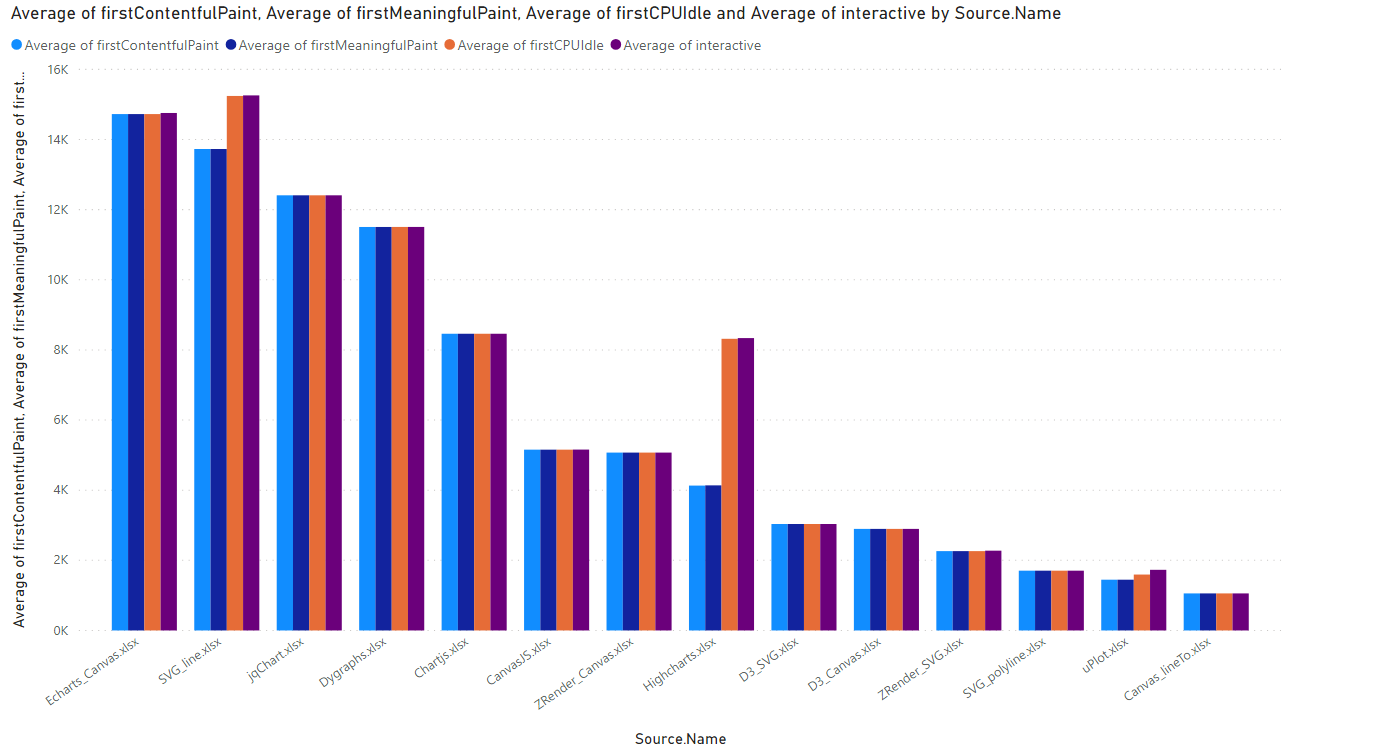 Average of firstContentfulPaint, Average of firstMeaningfulPaint, Average of firstCPUIdle and Average of interactive by Source.Name
Average of firstContentfulPaint Average of firstMeaningfulPaint Average of firstCPUIdle Average of interactive
Average of firstContentfulPaint, Average of firstMeaningfulPaint, Average of first...
16K
14K
12K
10K
8K
6K
4K
2K
0K
Echarts_Canvas.xlsx
SVG_line.xlsx
jqChart.xlsx
Dygraphs.xlsx
Chartjs.xlsx
CanvasJS.xlsx
ZRender_Canvas.xlsx
Highcharts.xlsx
D3_SVG.xlsx
D3_Canvas.xlsx
ZRender_SVG.xlsx
SVG_polyline.xlsx
uPlot.xlsx
Canvas_lineTo.xlsx
Source.Name